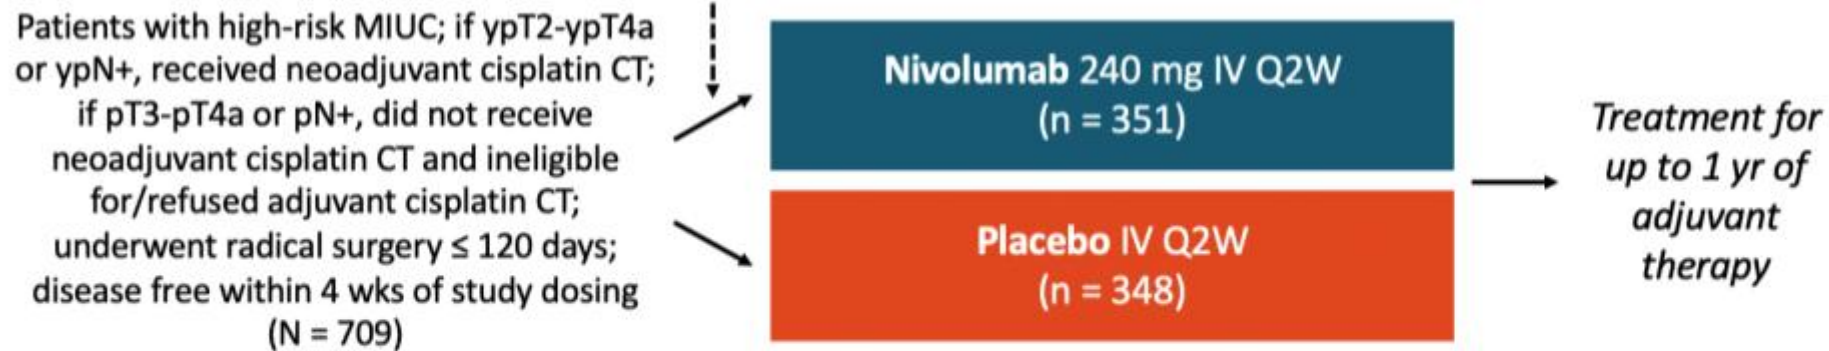 Patients with high-risk MIUC; if ypT2-ypT4a
or ypN+, received neoadjuvant cisplatin CT;
if pT3-pT4a or pN+, did not receive
neoadjuvant cisplatin CT and ineligible
for/refused adjuvant cisplatin CT;
underwent radical surgery ≤ 120 days;
disease free within 4 wks of study dosing
(N = 709)
Nivolumab 240 mg IV Q2W
(n = 351)
Placebo IV Q2W
(n = 348)
Treatment for
up to 1 yr of
adjuvant
therapy